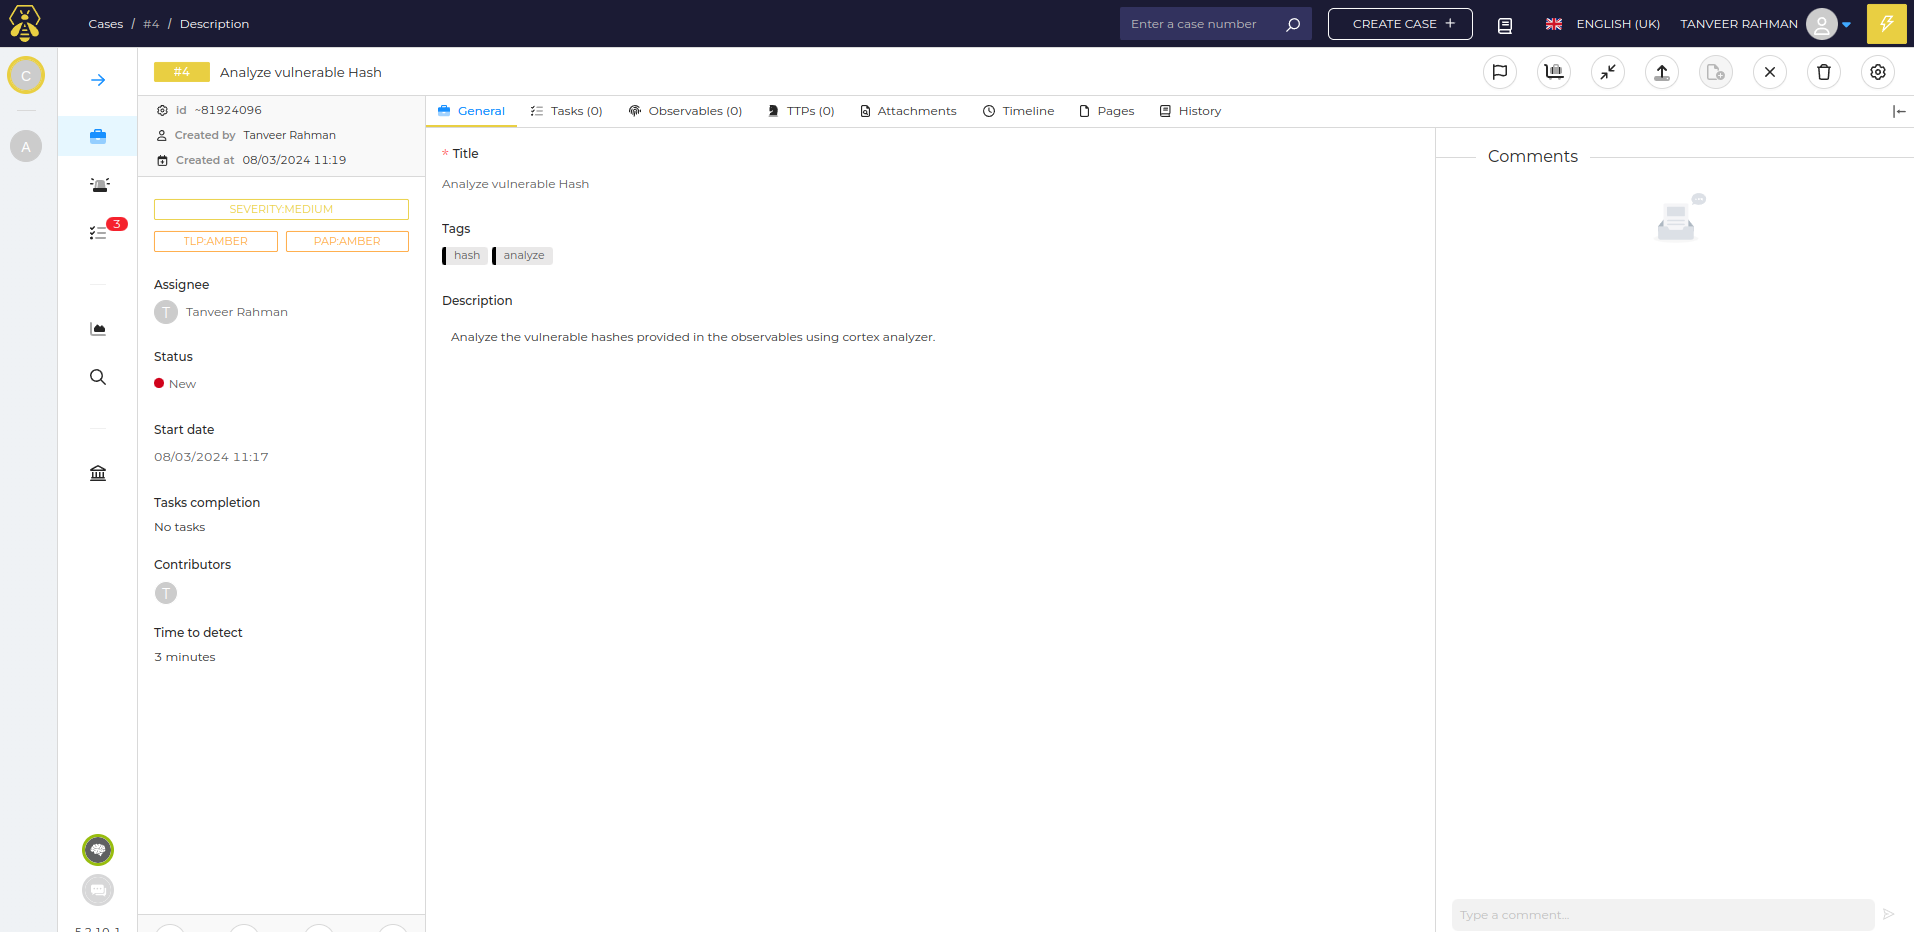 Cases / #4 / Description
Enter a case number
CREATE CASE +
ENGLISH (UK)
TANVEER RAHMAN
C
A
#4 Analyze vulnerable Hash
id ~81924096
Created by Tanveer Rahman
Created at 08/03/2024 11:19
SEVERITY:MEDIUM
TLP:AMBER PAP:AMBER
Assignee
T Tanveer Rahman
Status
New
Start date
08/03/2024 11:17
Tasks completion
No tasks
Contributors
T
Time to detect
3 minutes
3
General Tasks (0) Observables (0) TTPs (0) Attachments Timeline Pages History
* Title
Analyze vulnerable Hash
Tags
hash analyze
Description
Analyze the vulnerable hashes provided in the observables using cortex analyzer.
Comments
Type a comment...